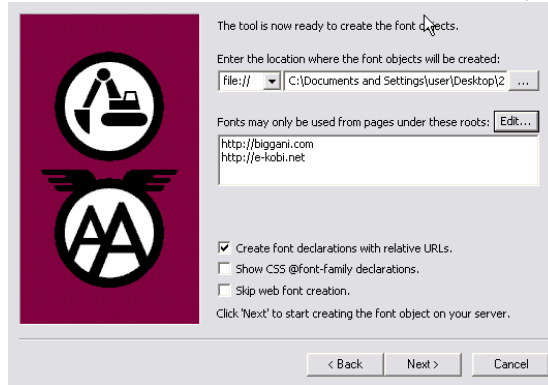 The tool is now ready to create the font objects.
Enter the location where the font objects will be created:
file:// C:\Documents and Settings\user\Desktop\2 ...
Fonts may only be used from pages under these roots: Edit...
http://biggani.com
http://e-kobi.net
AA
Create font declarations with relative URLs.
Show CSS @font-family declarations.
Skip web font creation.
Click 'Next' to start creating the font object on your server.
< Back Next > Cancel